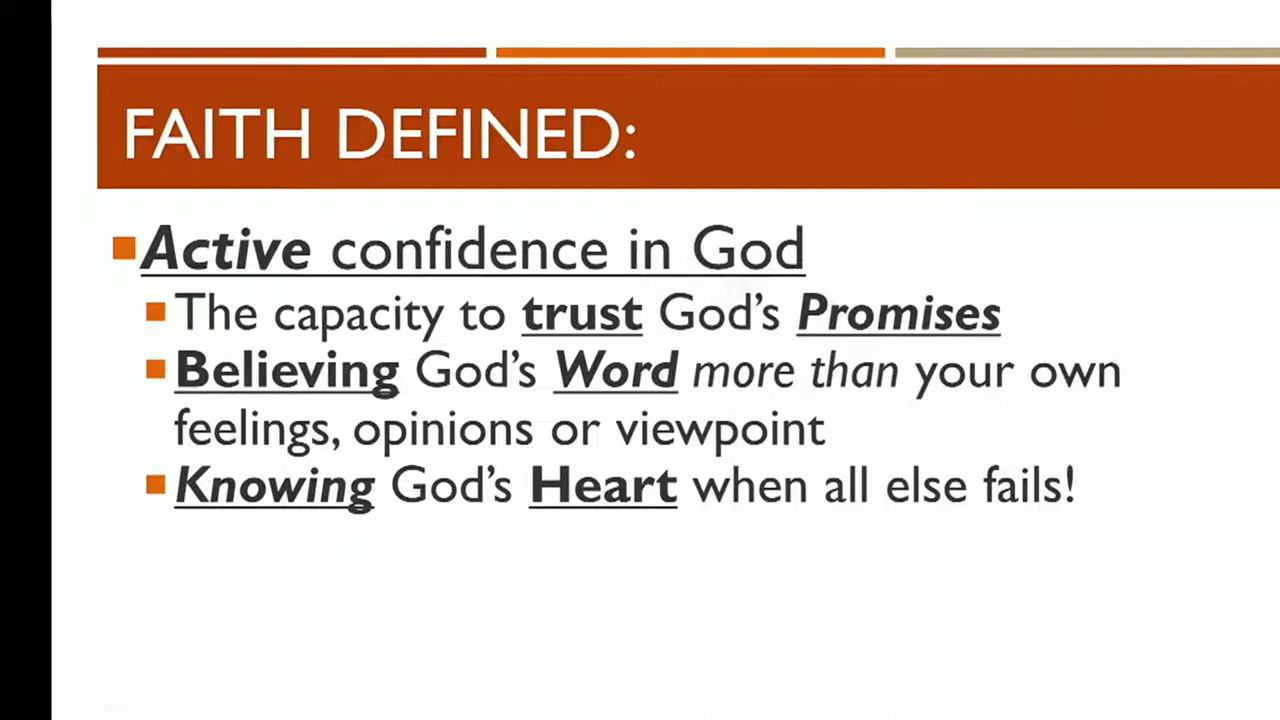 FAITH DEFINED:
Active confidence in God
The capacity to trust God's Promises
Believing God's Word more than your own
feelings, opinions or viewpoint
Knowing God's Heart when all else fails!